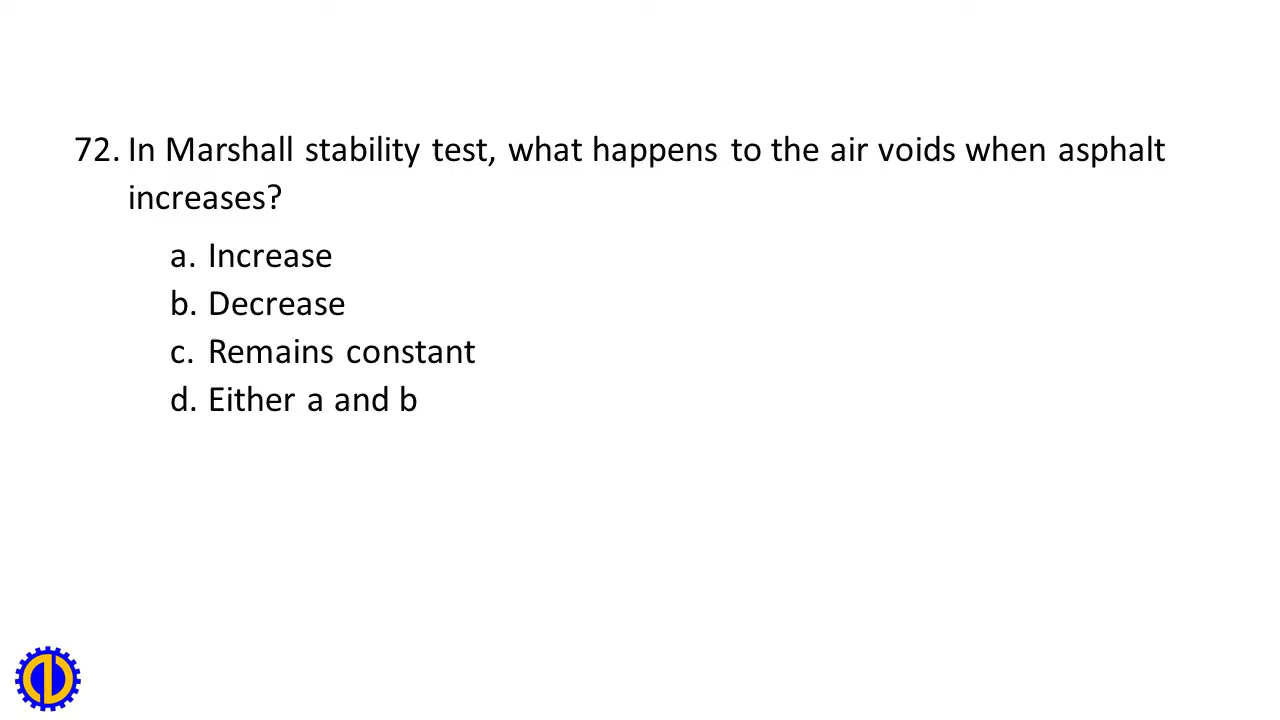 72. In Marshall stability test, what happens to the air voids when asphalt
increases?
a. Increase
b. Decrease
c. Remains constant
d. Either a and b